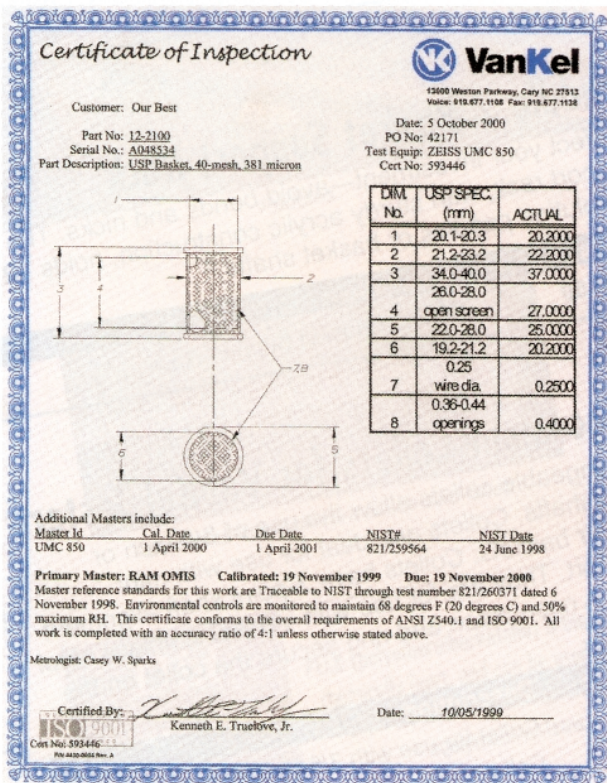 Certificate of Inspection
VK VanKel
13000 Weston Parkway, Cary NC 27513
Voice: 919.677.1108 Fax: 919.677.1138
Customer: Our Best
Part No: 12-2100
Serial No.: A048534
Part Description: USP Basket, 40-mesh, 381 micron
Date: 5 October 2000
PO No: 42171
Test Equip: ZEISS UMC 850
Cert No: 593446
DIM. No. USP SPEC. (mm) ACTUAL
1 20.1-20.3 20.2000
2 21.2-23.2 22.2000
3 34.0-40.0 37.0000
4 26.0-28.0 open screen 27.0000
5 22.0-28.0 25.0000
6 19.2-21.2 20.2000
7 0.25 wire dia. 0.2500
8 0.36-0.44 openings 0.4000
1
3
4
2
7,8
6
5
Additional Masters include:
Master Id Cal. Date Due Date NIST# NIST Date
UMC 850 1 April 2000 1 April 2001 821/259564 24 June 1998
Primary Master: RAM OMIS Calibrated: 19 November 1999 Due: 19 November 2000
Master reference standards for this work are Traceable to NIST through test number 821/260371 dated 6
November 1998. Environmental controls are monitored to maintain 68 degrees F (20 degrees C) and 50%
maximum RH. This certificate conforms to the overall requirements of ANSI Z540.1 and ISO 9001. All
work is completed with an accuracy ratio of 4:1 unless otherwise stated above.
Metrologist: Casey W. Sparks
Certified By:
Kenneth E. Truelove, Jr.
Date: 10/05/1999
ISO 9001
Cert No: 593446